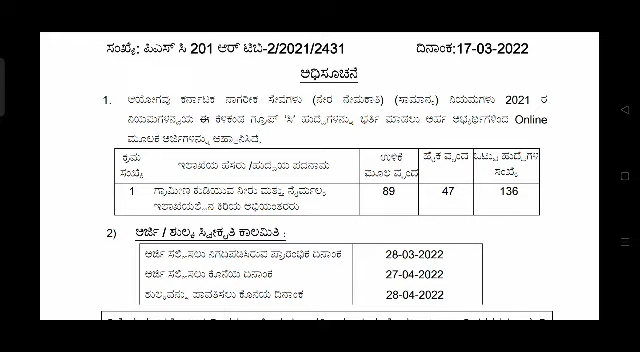 ಸಂಖ್ಯೆ: ಪಿಎಸ್ ಸಿ 201 ಆರ್ ಟಿಬಿ-2/2021/2431 ದಿನಾಂಕ:17-03-2022
ಅಧಿಸೂಚನೆ
1. ಆಯೋಗವು ಕರ್ನಾಟಕ ನಾಗರೀಕ ಸೇವೆಗಳು (ನೇರ ನೇಮಕಾತಿ) (ಸಾಮಾನ್ಯ) ನಿಯಮಗಳು 2021 ರ
ನಿಯಮಗಳನ್ವಯ ಈ ಕೆಳಕಂಡ ಗ್ರೂಪ್ 'ಸಿ' ಹುದ್ದೆಗಳನ್ನು ಭರ್ತಿ ಮಾಡಲು ಅರ್ಹ ಅಭ್ಯರ್ಥಿಗಳಿಂದ Online
ಮೂಲಕ ಅರ್ಜಿಗಳನ್ನು ಆಹ್ವಾನಿಸಿದೆ.
ಕ್ರಮ ಸಂಖ್ಯೆ ಇಲಾಖೆಯ ಹೆಸರು /ಹುದ್ದೆಯ ಪದನಾಮ ಉಳಿಕೆ ಮೂಲ ವೃಂದ ಹೈಕ ವೃಂದ ಒಟ್ಟು ಹುದ್ದೆಗಳ ಸಂಖ್ಯೆ
1 ಗ್ರಾಮೀಣ ಕುಡಿಯುವ ನೀರು ಮತ್ತು ನೈರ್ಮಲ್ಯ 89 47 136
ಇಲಾಖೆಯಲ್ಲಿನ ಕಿರಿಯ ಅಭಿಯಂತರರು
2) ಅರ್ಜಿ / ಶುಲ್ಕ ಸ್ವೀಕೃತಿ ಕಾಲಮಿತಿ :
ಅರ್ಜಿ ಸಲ್ಲಿಸಲು ನಿಗದಿಪಡಿಸಿರುವ ಪ್ರಾರಂಭಿಕ ದಿನಾಂಕ 28-03-2022
ಅರ್ಜಿ ಸಲ್ಲಿಸಲು ಕೊನೆಯ ದಿನಾಂಕ 27-04-2022
ಶುಲ್ಕವನ್ನು ಪಾವತಿಸಲು ಕೊನೆಯ ದಿನಾಂಕ 28-04-2022